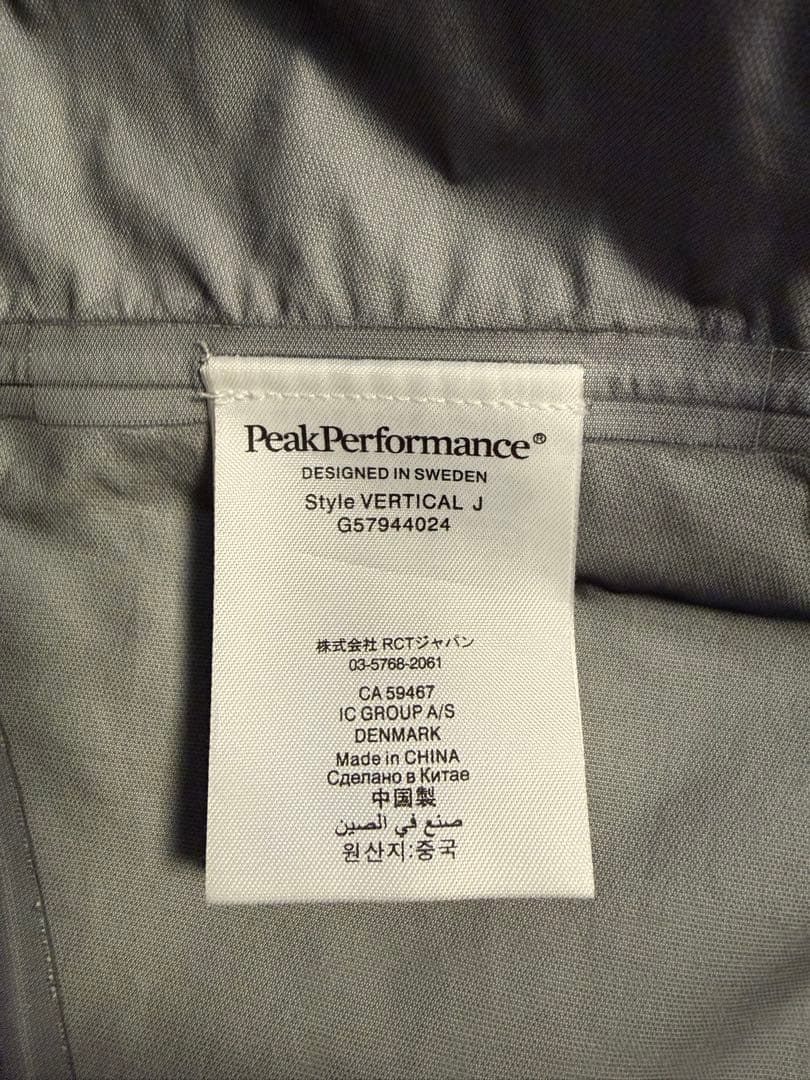 PeakPerformance®
DESIGNED IN SWEDEN
Style VERTICAL J
G57944024
株式会社 RCTジャパン
03-5768-2061
CA 59467
IC GROUP A/S
DENMARK
Made in CHINA
Сделано в Китае
中国製
صنع في الصين
원산지:중국